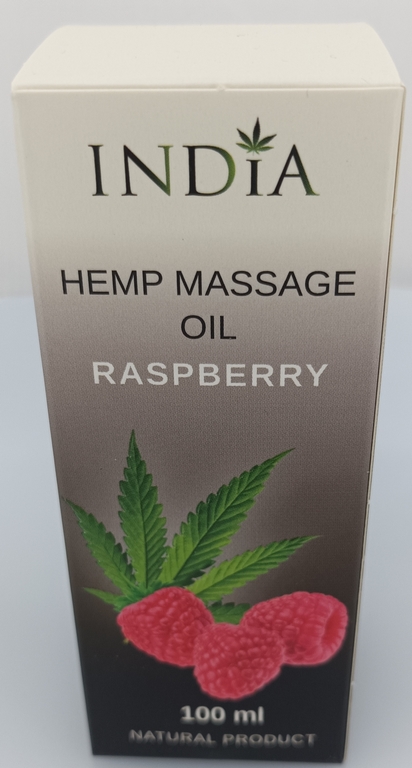 INDiA
HEMP MASSAGE
OIL
RASPBERRY
100 ml
NATURAL PRODUCT